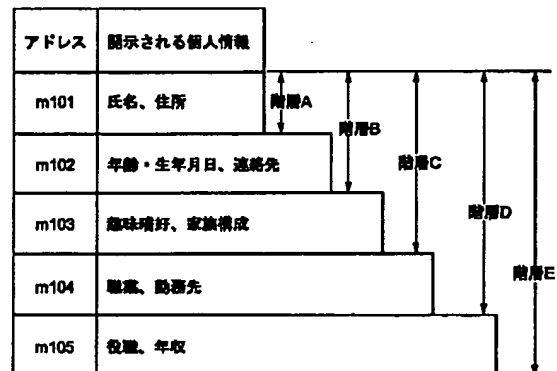 アドレス 開示される個人情報
m101 氏名、住所
m102 年齢・生年月日、連絡先
m103 趣味嗜好、家族構成
m104 職業、勤務先
m105 役職、年収
階層A
階層B
階層C
階層D
階層E